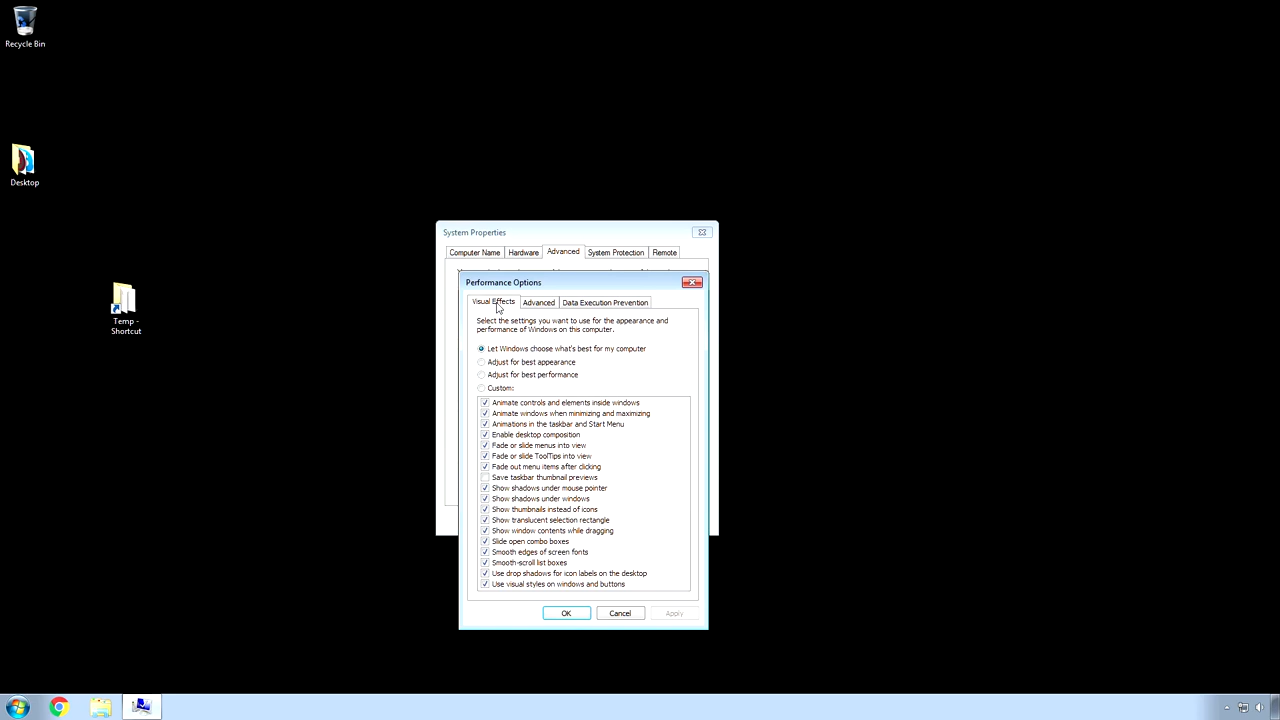 Recycle Bin
Desktop
Temp -
Shortcut
System Properties
Computer Name
Hardware
Advanced
System Protection
Remote
Performance Options
Visual Effects
Advanced
Data Execution Prevention
Select the settings you want to use for the appearance and
performance of Windows on this computer.
Let Windows choose what's best for my computer
Adjust for best appearance
Adjust for best performance
Custom:
Animate controls and elements inside windows
Animate windows when minimizing and maximizing
Animations in the taskbar and Start Menu
Enable desktop composition
Fade or slide menus into view
Fade or slide ToolTips into view
Fade out menu items after clicking
Save taskbar thumbnail previews
Show shadows under mouse pointer
Show shadows under windows
Show thumbnails instead of icons
Show translucent selection rectangle
Show window contents while dragging
Slide open combo boxes
Smooth edges of screen fonts
Smooth-scroll list boxes
Use drop shadows for icon labels on the desktop
Use visual styles on windows and buttons
OK
Cancel
Apply